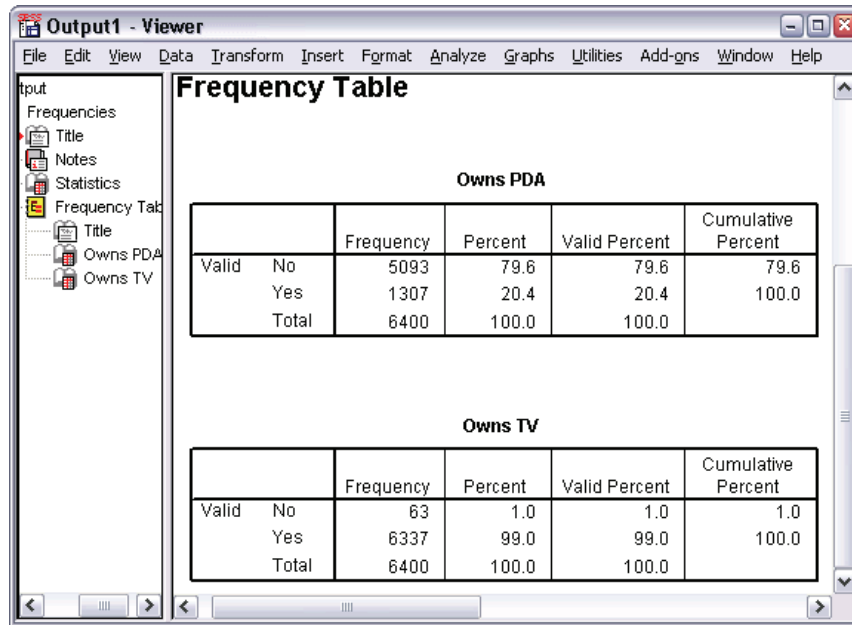 Output1 - Viewer
File Edit View Data Transform Insert Format Analyze Graphs Utilities Add-ons Window Help
tput
Frequencies
Title
Notes
Statistics
Frequency Tab
Title
Owns PDA
Owns TV
Frequency Table
Owns PDA
Frequency Percent Valid Percent Cumulative Percent
Valid No 5093 79.6 79.6 79.6
Yes 1307 20.4 20.4 100.0
Total 6400 100.0 100.0
Owns TV
Frequency Percent Valid Percent Cumulative Percent
Valid No 63 1.0 1.0 1.0
Yes 6337 99.0 99.0 100.0
Total 6400 100.0 100.0